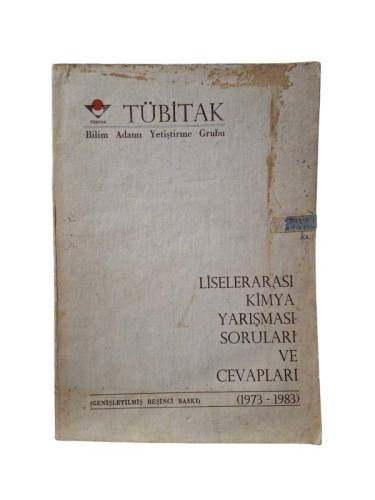 TÜBİTAK
TÜBİTAK
Bilim Adamı Yetiştirme Grubu
LİSELERARASI
KİMYA
YARIŞMASI
SORULARI
VE
CEVAPLARI
(GENİŞLETİLMİŞ BEŞİNCİ BASKI)
(1973 - 1983)